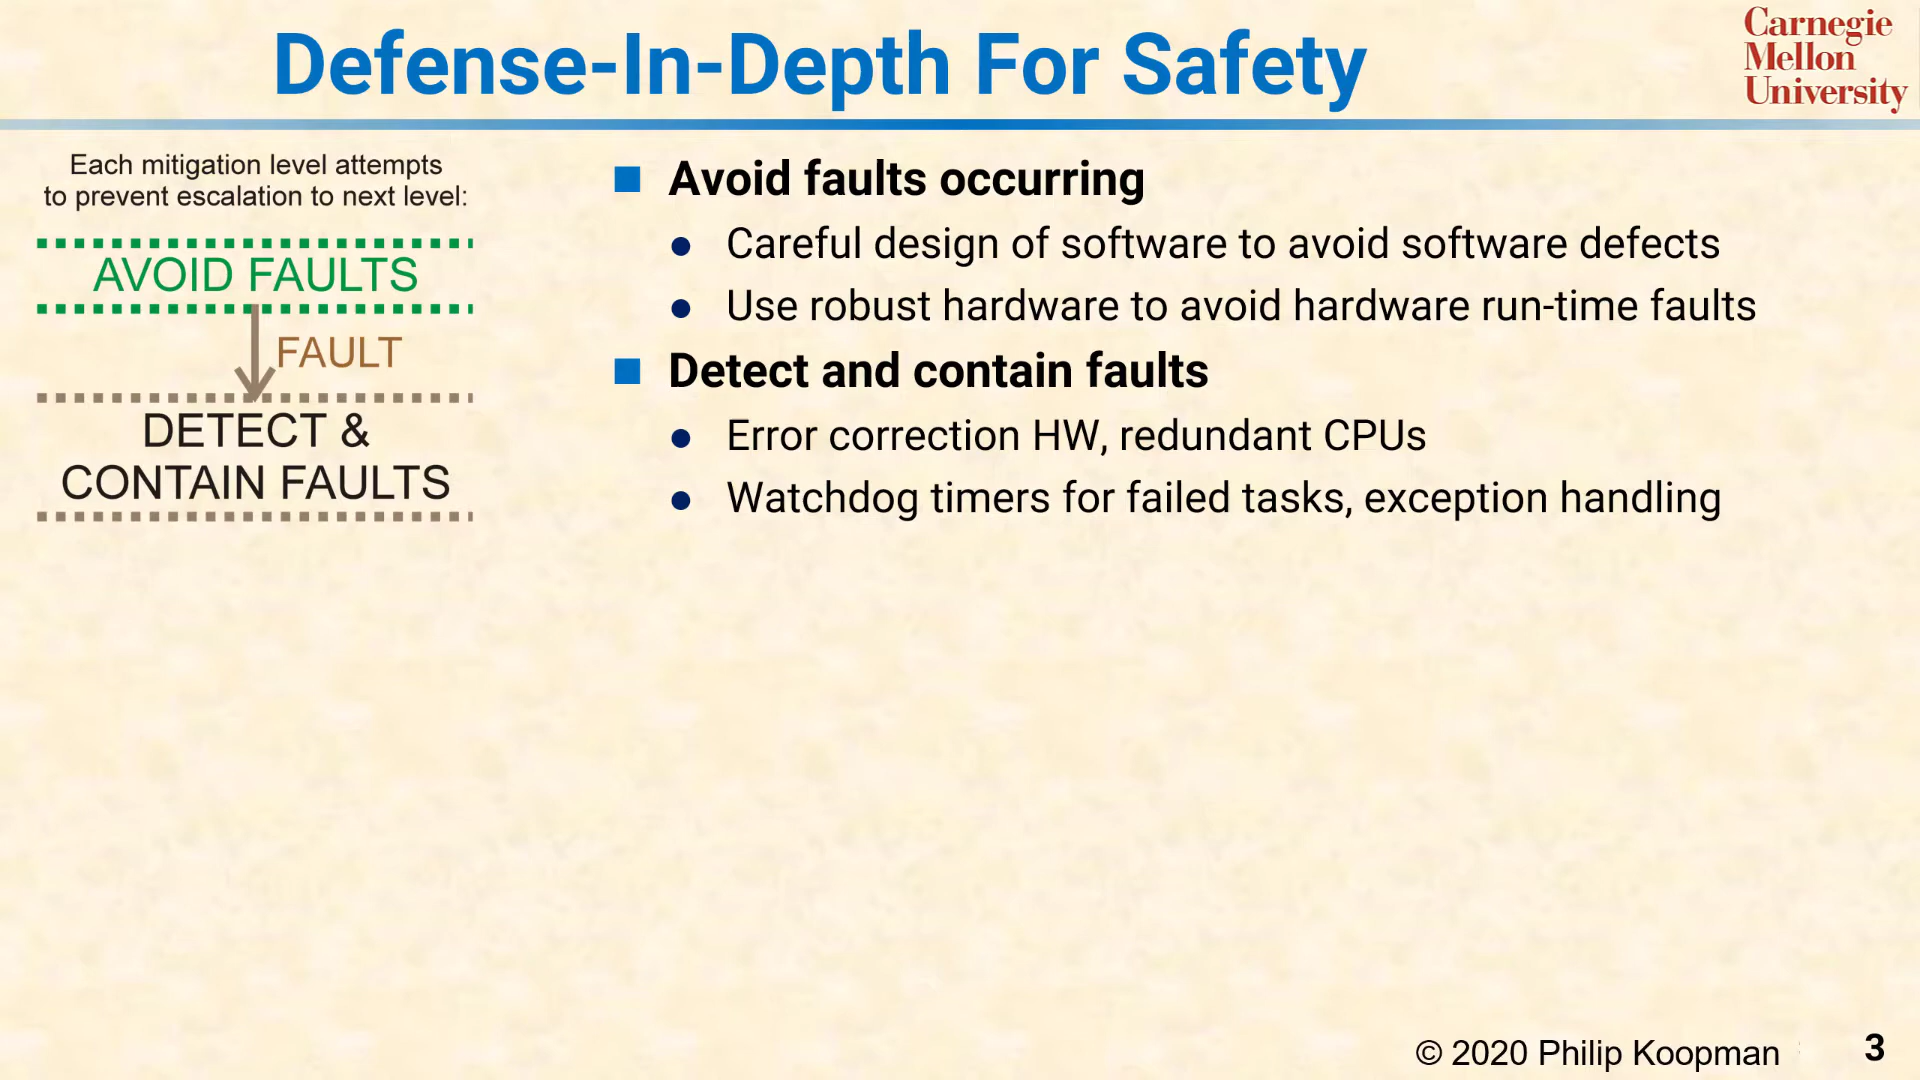 Defense-In-Depth For Safety
Carnegie
Mellon
University
Each mitigation level attempts
to prevent escalation to next level:
AVOID FAULTS
FAULT
DETECT &
CONTAIN FAULTS
Avoid faults occurring
Careful design of software to avoid software defects
Use robust hardware to avoid hardware run-time faults
Detect and contain faults
Error correction HW, redundant CPUs
Watchdog timers for failed tasks, exception handling
© 2020 Philip Koopman
3